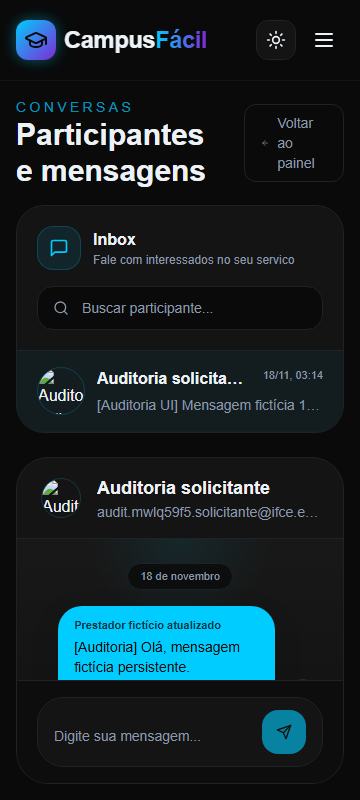 CampusFácil
CONVERSAS
Participantes
e mensagens
Voltar
ao
painel
Inbox
Fale com interessados no seu servico
Buscar participante...
Audito
Auditoria solicita...
18/11, 03:14
[Auditoria UI] Mensagem fictícia 1...
Audit
Auditoria solicitante
audit.mwlq59f5.solicitante@ifce.e...
18 de novembro
Prestador fictício atualizado
[Auditoria] Olá, mensagem
fictícia persistente.
Digite sua mensagem...